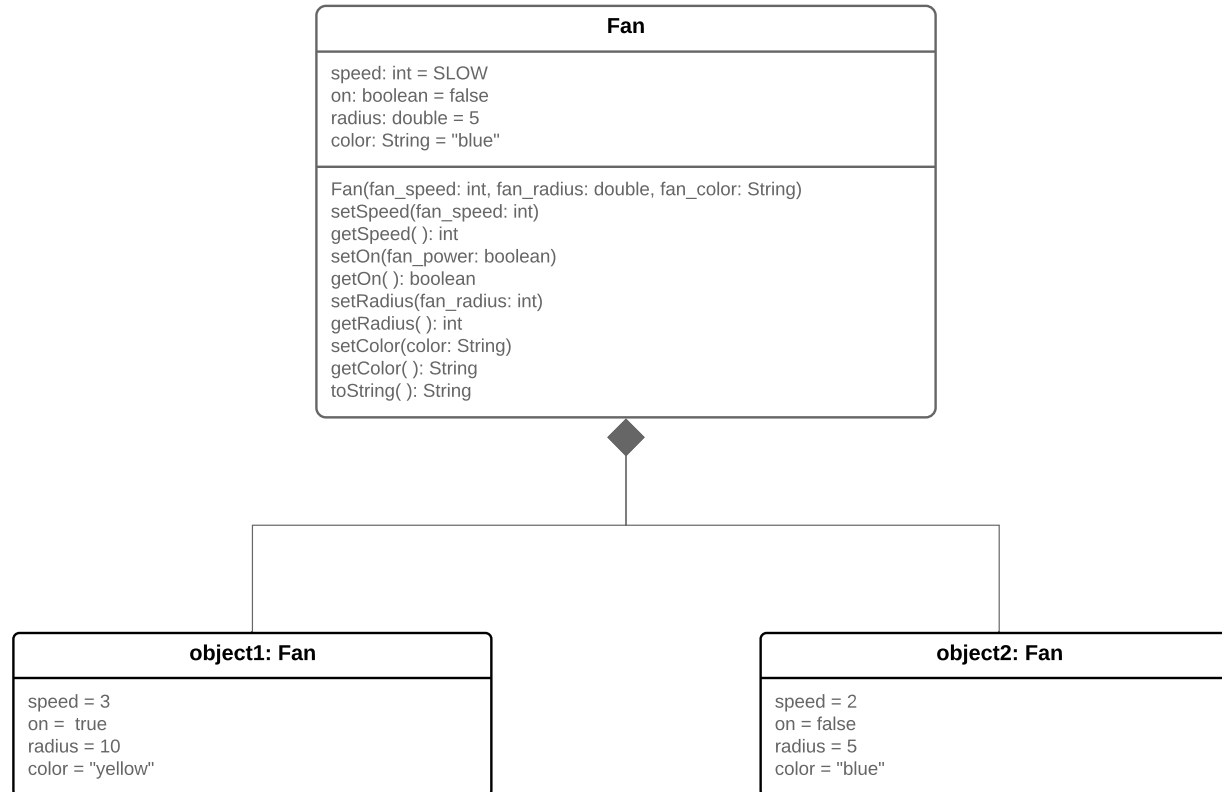 Fan
speed: int = SLOW
on: boolean = false
radius: double = 5
color: String = "blue"
Fan(fan_speed: int, fan_radius: double, fan_color: String)
setSpeed(fan_speed: int)
getSpeed( ): int
setOn(fan_power: boolean)
getOn( ): boolean
setRadius(fan_radius: int)
getRadius( ): int
setColor(color: String)
getColor( ): String
toString( ): String
object1: Fan
speed = 3
on =  true
radius = 10
color = "yellow"
object2: Fan
speed = 2
on = false
radius = 5
color = "blue"